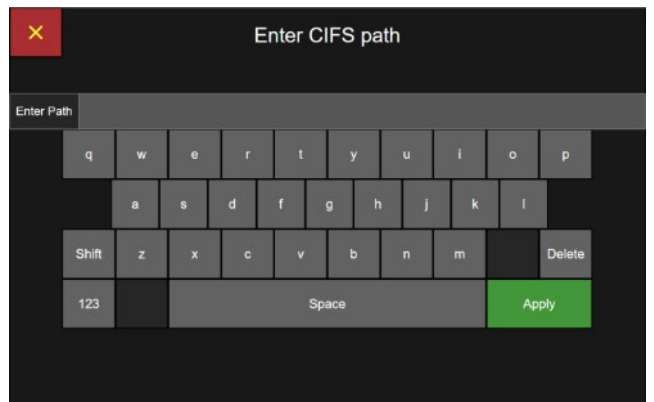 ×
Enter CIFS path
Enter Path
q w e r t y u i o p
a s d f g h j k l
Shift z x c v b n m Delete
123 Space Apply